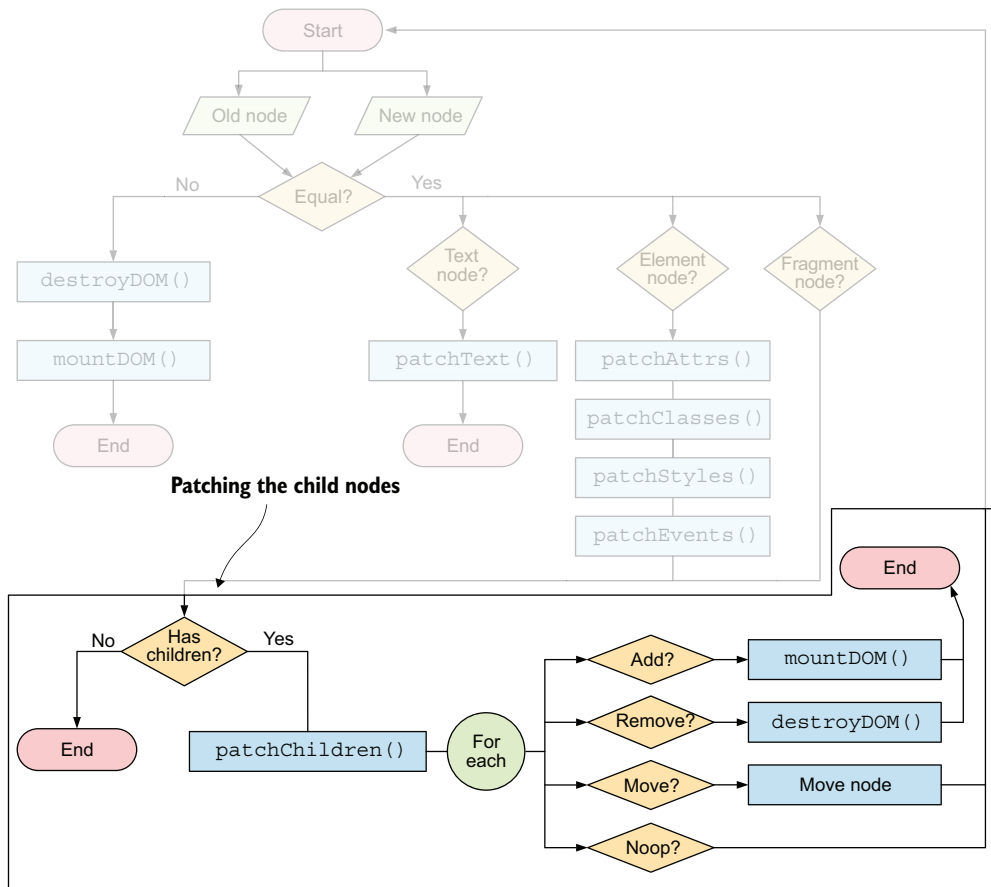 Start
Old node
New node
No
Equal?
Yes
Text
node?
Element
node?
Fragment
node?
destroyDOM()
mountDOM()
End
patchText()
End
patchAttrs()
patchClasses()
patchStyles()
patchEvents()
Patching the child nodes
No
Has
children?
Yes
End
patchChildren()
For
each
Add?
mountDOM()
End
Remove?
destroyDOM()
Move?
Move node
Noop?